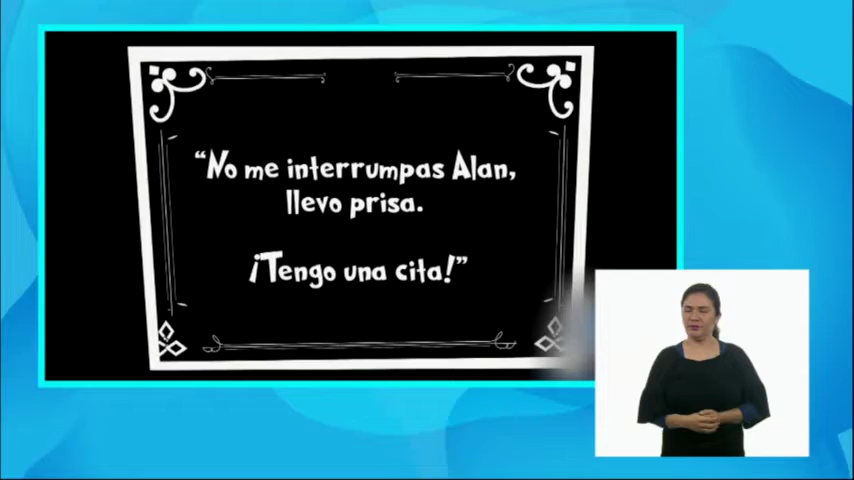 “No me interrumpas Alan,
llevo prisa.
¡Tengo una cita!”